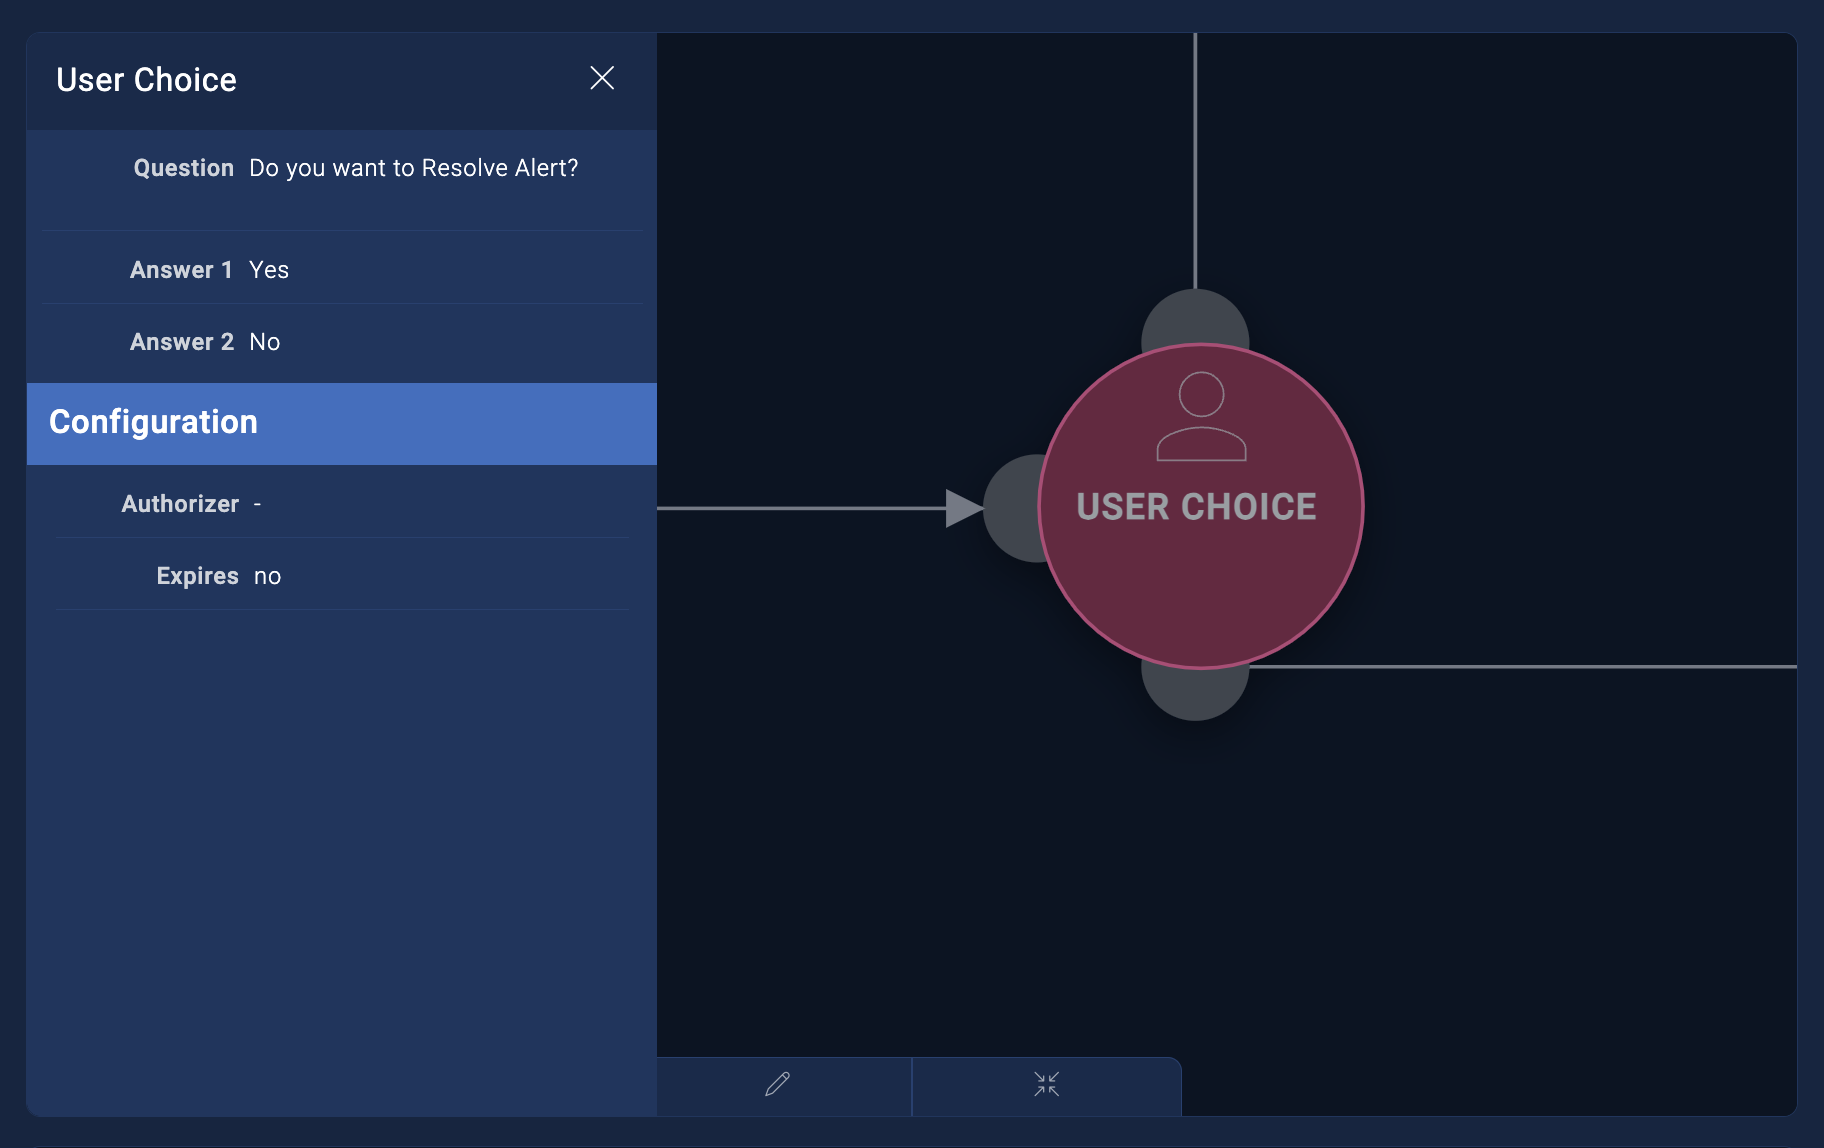 User Choice
Question Do you want to Resolve Alert?
Answer 1 Yes
Answer 2 No
Configuration
Authorizer -
Expires no
USER CHOICE